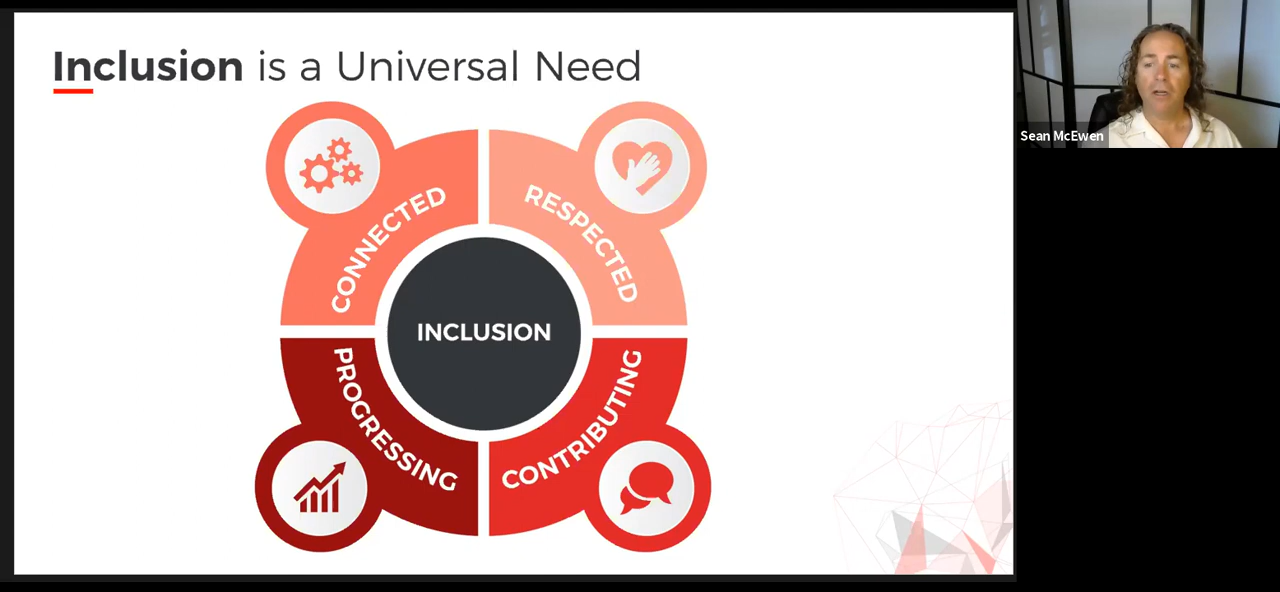 Inclusion is a Universal Need
Sean McEwen
CONNECTED
RESPECTED
INCLUSION
PROGRESSING
CONTRIBUTING